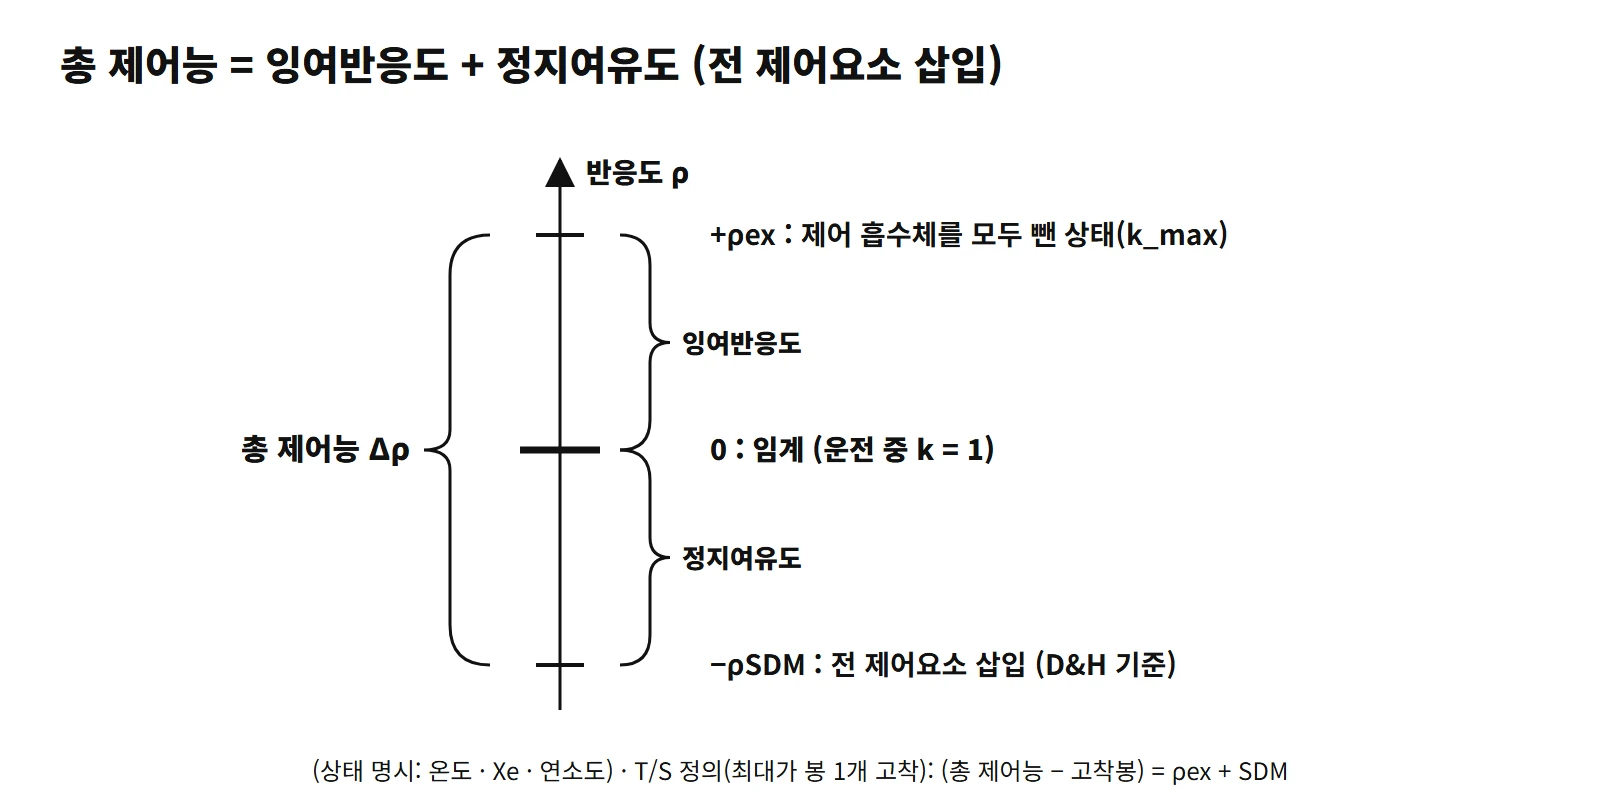 총 제어능 = 잉여반응도 + 정지여유도 (전 제어요소 삽입)
반응도 ρ
+ρex : 제어 흡수체를 모두 뺀 상태(k_max)
잉여반응도
총 제어능 Δρ
0 : 임계 (운전 중 k = 1)
정지여유도
−ρSDM : 전 제어요소 삽입 (D&H 기준)
(상태 명시: 온도 · Xe · 연소도) · T/S 정의(최대가 봉 1개 고착): (총 제어능 − 고착봉) = ρex + SDM